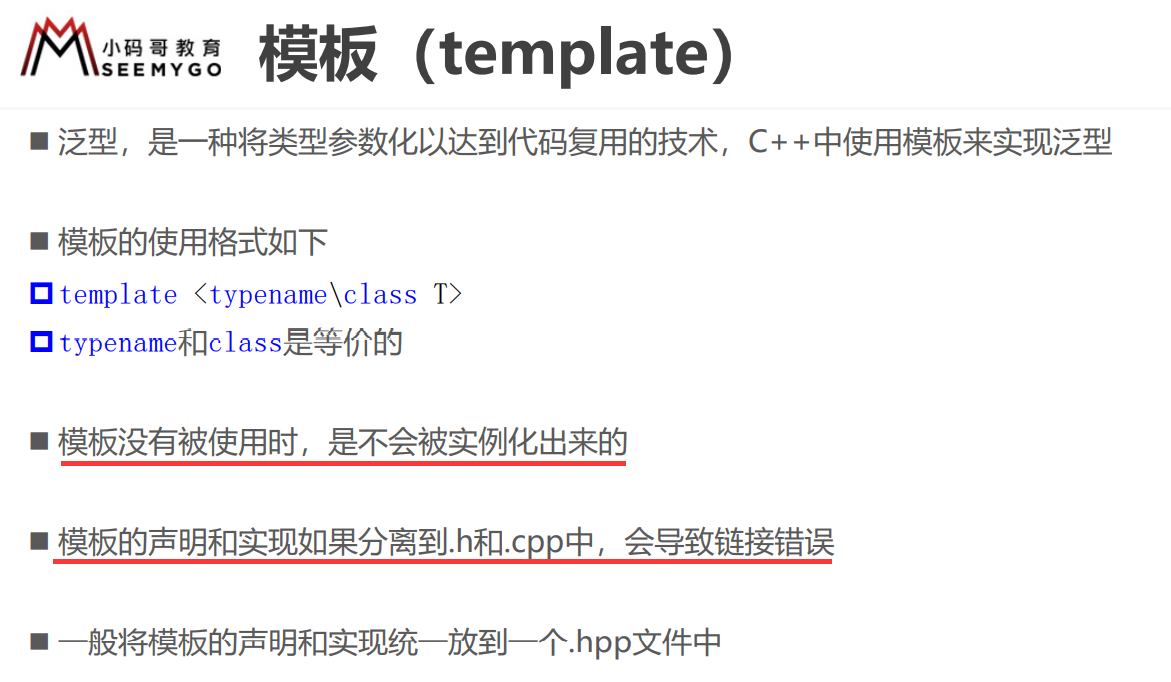 小码哥教育
SEEMYGO
模板（template）
泛型，是一种将类型参数化以达到代码复用的技术，C++中使用模板来实现泛型
模板的使用格式如下
template <typename\class T>
typename和class是等价的
模板没有被使用时，是不会被实例化出来的
模板的声明和实现如果分离到.h和.cpp中，会导致链接错误
一般将模板的声明和实现统一放到一个.hpp文件中